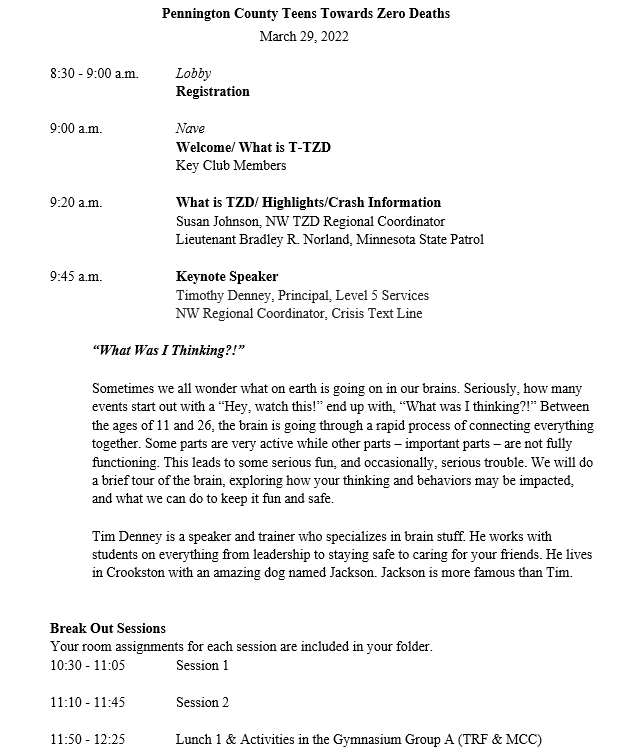 Pennington County Teens Towards Zero Deaths
March 29, 2022
8:30 - 9:00 a.m. Lobby
Registration
9:00 a.m. Nave
Welcome/ What is T-TZD
Key Club Members
9:20 a.m. What is TZD/ Highlights/Crash Information
Susan Johnson, NW TZD Regional Coordinator
Lieutenant Bradley R. Norland, Minnesota State Patrol
9:45 a.m. Keynote Speaker
Timothy Denney, Principal, Level 5 Services
NW Regional Coordinator, Crisis Text Line
“What Was I Thinking?!”
Sometimes we all wonder what on earth is going on in our brains. Seriously, how many
events start out with a “Hey, watch this!” end up with, “What was I thinking?!” Between
the ages of 11 and 26, the brain is going through a rapid process of connecting everything
together. Some parts are very active while other parts – important parts – are not fully
functioning. This leads to some serious fun, and occasionally, serious trouble. We will do
a brief tour of the brain, exploring how your thinking and behaviors may be impacted,
and what we can do to keep it fun and safe.
Tim Denney is a speaker and trainer who specializes in brain stuff. He works with
students on everything from leadership to staying safe to caring for your friends. He lives
in Crookston with an amazing dog named Jackson. Jackson is more famous than Tim.
Break Out Sessions
Your room assignments for each session are included in your folder.
10:30 - 11:05 Session 1
11:10 - 11:45 Session 2
11:50 - 12:25 Lunch 1 & Activities in the Gymnasium Group A (TRF & MCC)